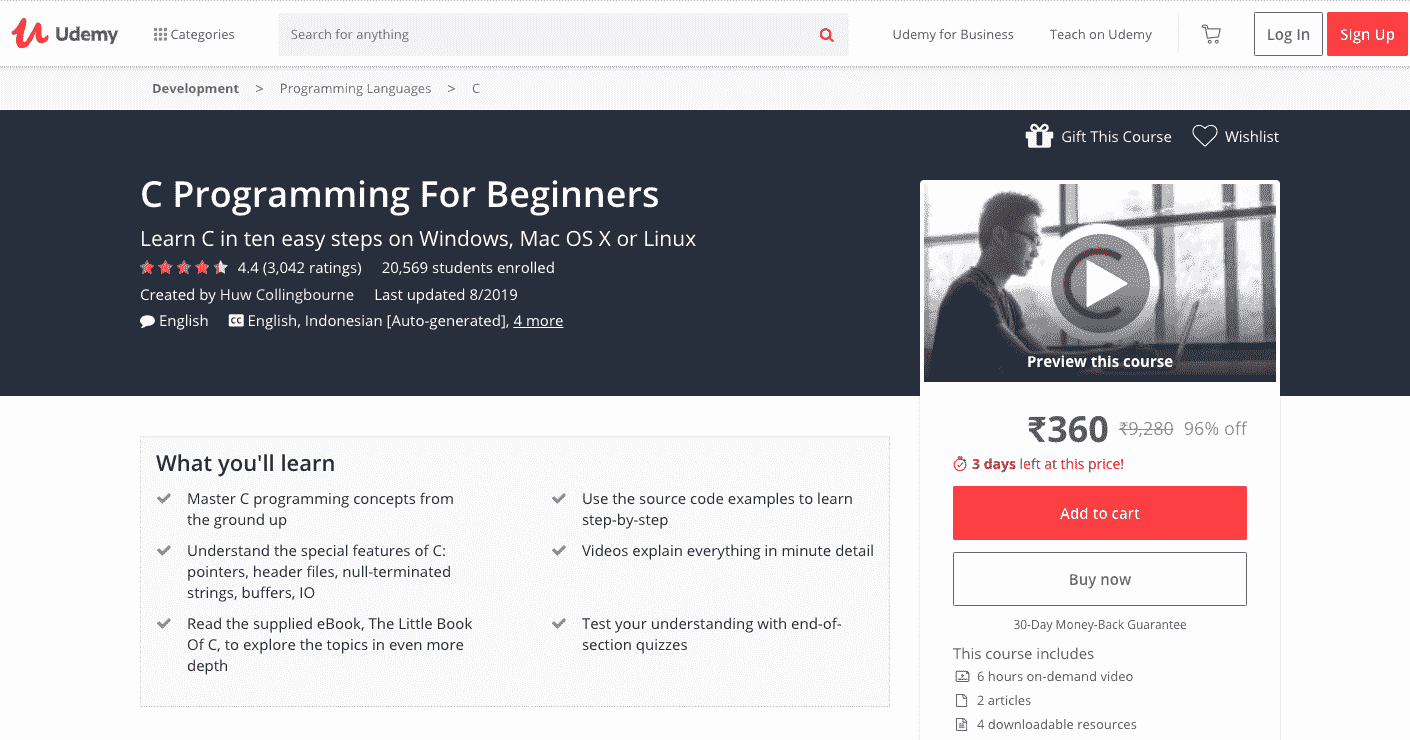 Udemy
Categories
Search for anything
Udemy for Business
Teach on Udemy
Log In
Sign Up
Development > Programming Languages > C
Gift This Course
Wishlist
C Programming For Beginners
Learn C in ten easy steps on Windows, Mac OS X or Linux
4.4 (3,042 ratings) 20,569 students enrolled
Created by Huw Collingbourne Last updated 8/2019
English CC English, Indonesian [Auto-generated], 4 more
C
Preview this course
₹360 ₹9,280 96% off
3 days left at this price!
Add to cart
Buy now
30-Day Money-Back Guarantee
This course includes
6 hours on-demand video
2 articles
4 downloadable resources
What you'll learn
Master C programming concepts from
the ground up
Use the source code examples to learn
step-by-step
Understand the special features of C:
pointers, header files, null-terminated
strings, buffers, IO
Videos explain everything in minute detail
Read the supplied eBook, The Little Book
Of C, to explore the topics in even more
depth
Test your understanding with end-of-
section quizzes